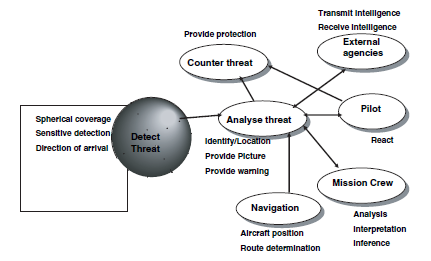 Transmit intelligence
Receive Intelligence
External
agencies
Provide protection
Counter threat
Spherical coverage
Sensitive detection
Direction of arrival
Detect
Threat
Analyse threat
Identify/Location
Provide Picture
Provide warning
Pilot
React
Mission Crew
Analysis
Interpretation
Inference
Navigation
Aircraft position
Route determination